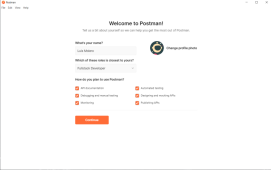 Postman
File Edit View Help
Welcome to Postman!
Tell us a bit about yourself so we can help you get the most out of Postman.
What's your name?
Change profile photo
Which of these roles is closest to yours?
Frontend Developer
How do you plan to use Postman?
API documentation
Automated testing
Debugging and manual testing
Designing and mocking APIs
Monitoring
Publishing APIs
Continue